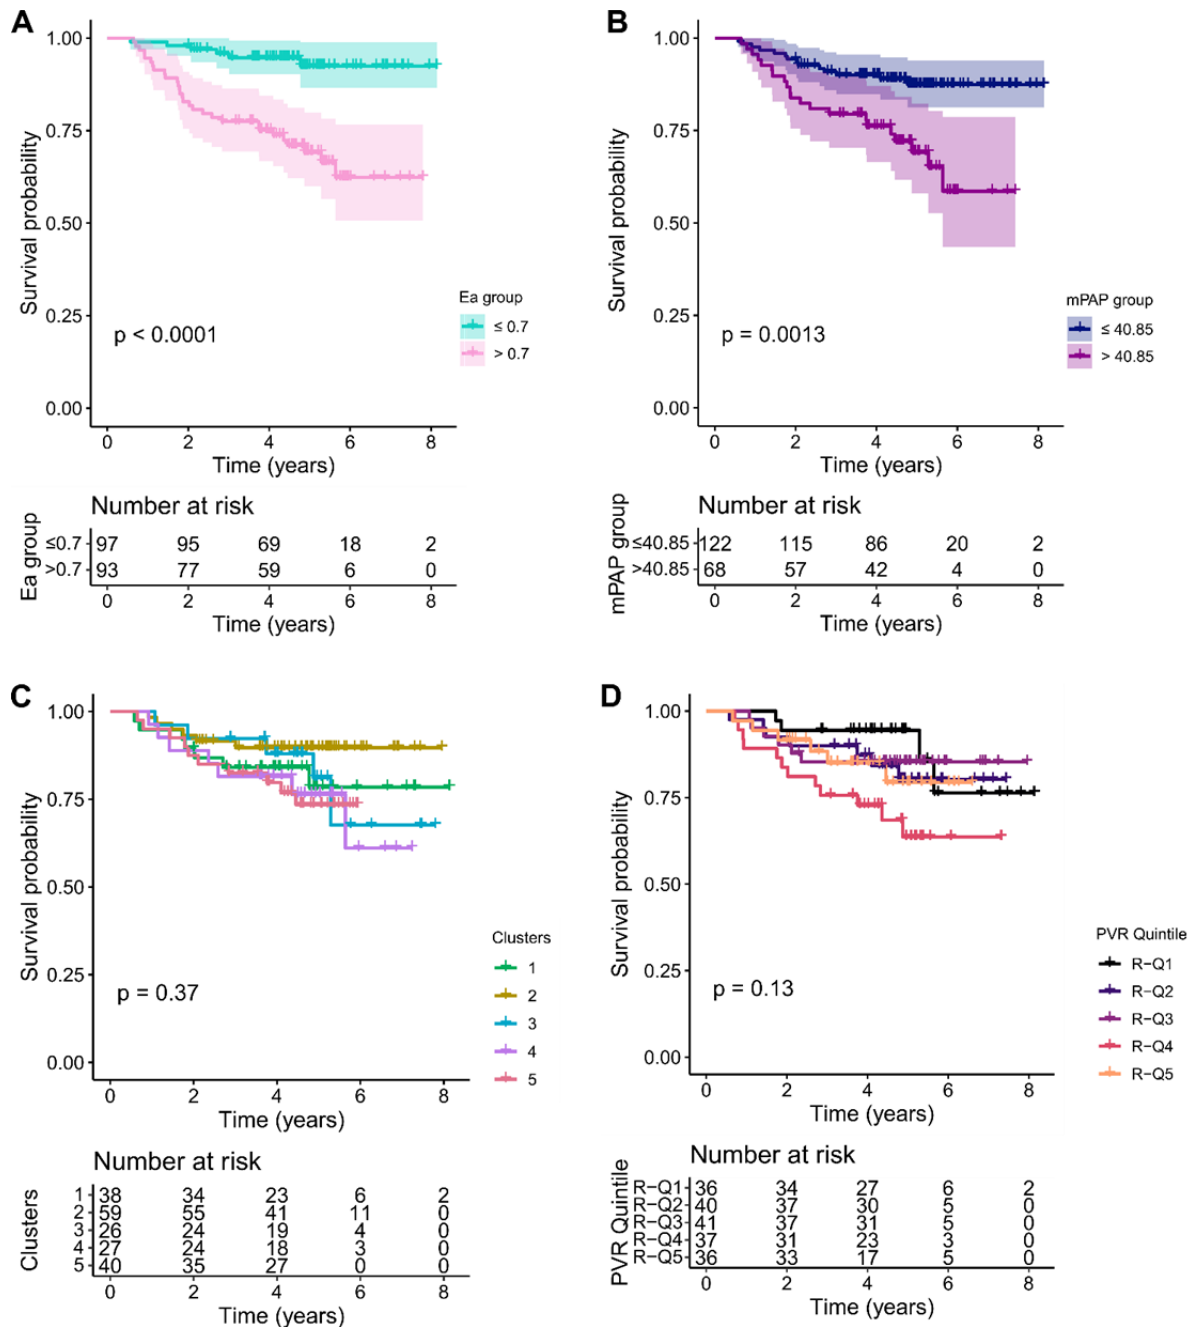 A
1.00
0.75
0.50
0.25
0.00
Survival probability
p < 0.0001
Ea group
≤ 0.7
> 0.7
0 2 4 6 8
Time (years)
Number at risk
Ea group
≤0.7 97 95 69 18 2
>0.7 93 77 59 6 0
0 2 4 6 8
Time (years)
B
1.00
0.75
0.50
0.25
0.00
Survival probability
p = 0.0013
mPAP group
≤ 40.85
> 40.85
0 2 4 6 8
Time (years)
Number at risk
mPAP group
≤40.85 122 115 86 20 2
>40.85 68 57 42 4 0
0 2 4 6 8
Time (years)
C
1.00
0.75
0.50
0.25
0.00
Survival probability
p = 0.37
Clusters
1
2
3
4
5
0 2 4 6 8
Time (years)
Number at risk
Clusters
1 38 34 23 6 2
2 59 55 41 11 0
3 26 24 19 4 0
4 27 24 18 3 0
5 40 35 27 0 0
0 2 4 6 8
Time (years)
D
1.00
0.75
0.50
0.25
0.00
Survival probability
p = 0.13
PVR Quintile
R−Q1
R−Q2
R−Q3
R−Q4
R−Q5
0 2 4 6 8
Time (years)
Number at risk
PVR Quintile
R−Q1 36 34 27 6 2
R−Q2 40 37 30 5 0
R−Q3 41 37 31 5 0
R−Q4 37 31 23 3 0
R−Q5 36 33 17 5 0
0 2 4 6 8
Time (years)